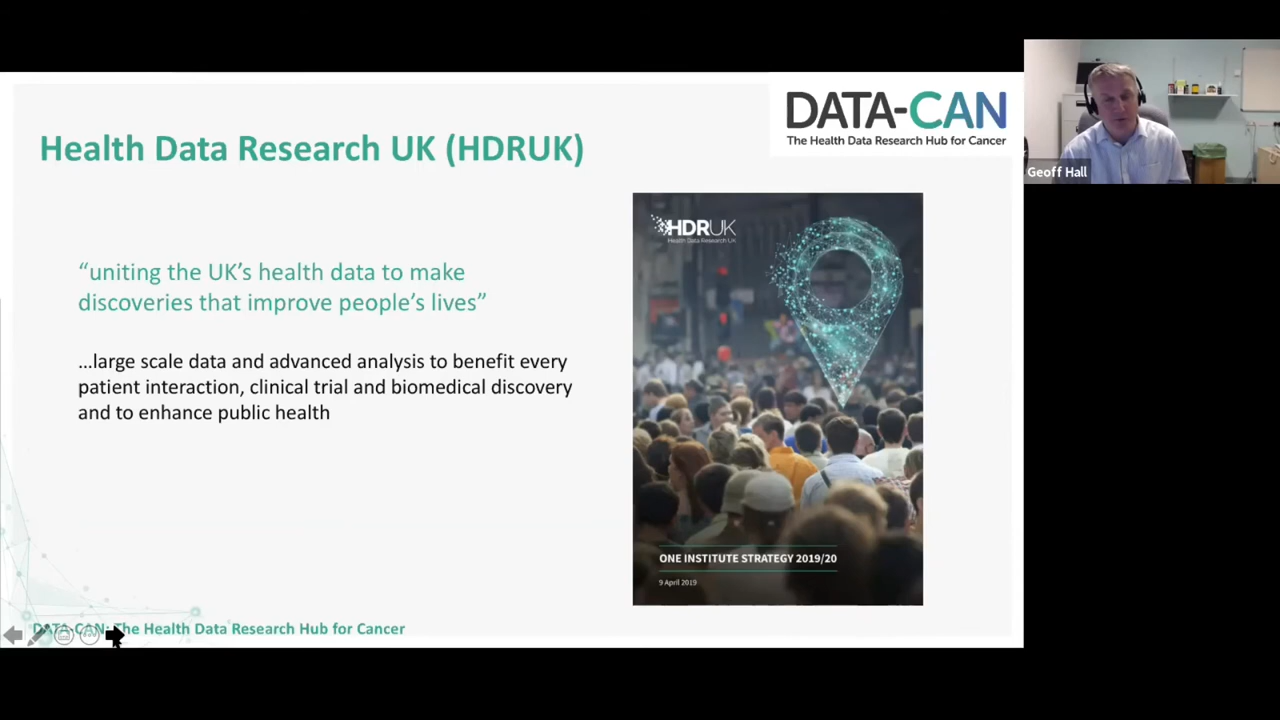 Health Data Research UK (HDRUK)
DATA-CAN
The Health Data Research Hub for Cancer
Geoff Hall
“uniting the UK’s health data to make
discoveries that improve people’s lives”
...large scale data and advanced analysis to benefit every
patient interaction, clinical trial and biomedical discovery
and to enhance public health
HDRUK
Health Data Research UK
ONE INSTITUTE STRATEGY 2019/20
9 April 2019
DATA-CAN: The Health Data Research Hub for Cancer